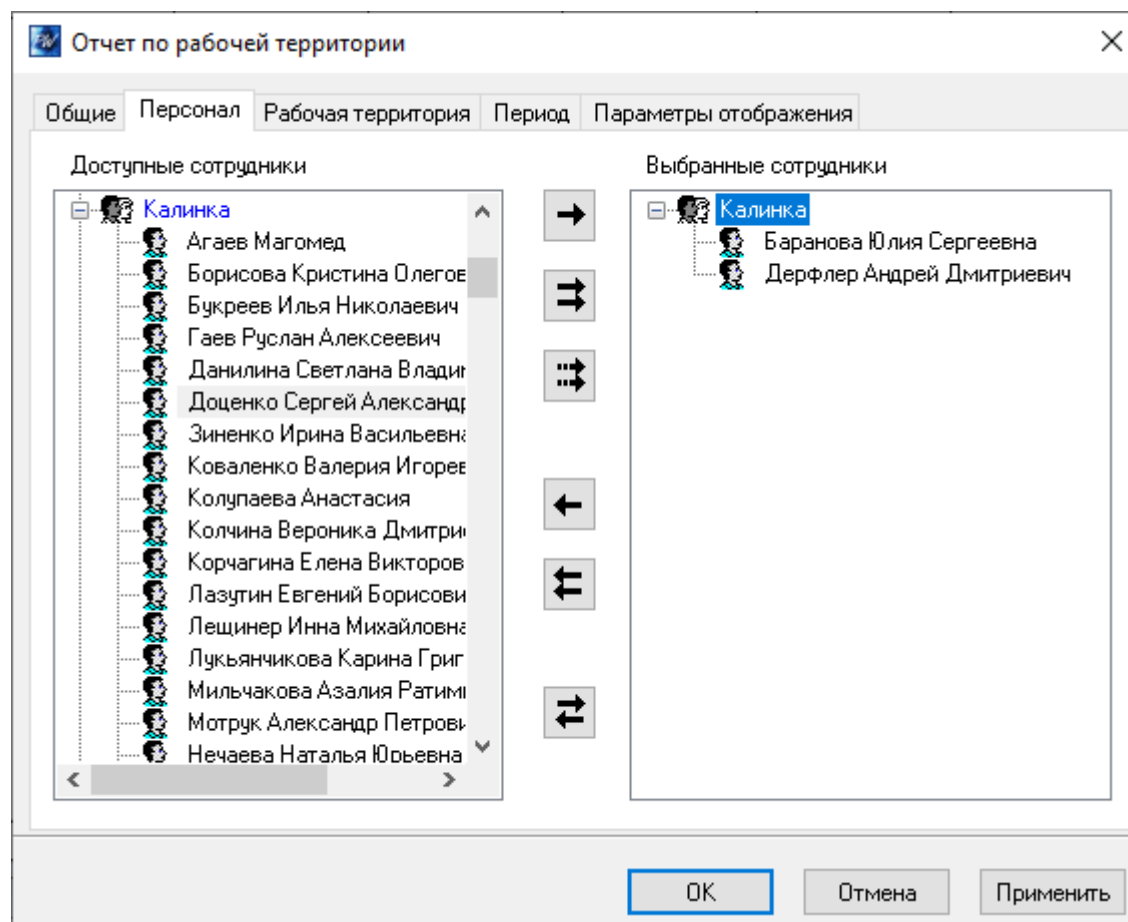 Отчет по рабочей территории
Общие Персонал Рабочая территория Период Параметры отображения
Доступные сотрудники
Калинка
Агаев Магомед
Борисова Кристина Олегов
Букреев Илья Николаевич
Гаев Руслан Алексеевич
Данилина Светлана Влади
Доценко Сергей Александр
Зиненко Ирина Васильевна
Коваленко Валерия Игорев
Колупаева Анастасия
Колчина Вероника Дмитри
Корчагина Елена Викторов
Лазутин Евгений Борисови
Лещинер Инна Михайловна
Лукьянчикова Карина Григ
Мильчакова Азалия Ратим
Мотрук Александр Петрови
Нечаева Наталья Юрьевна
Выбранные сотрудники
Калинка
Баранова Юлия Сергеевна
Дерфлер Андрей Дмитриевич
OK Отмена Применить